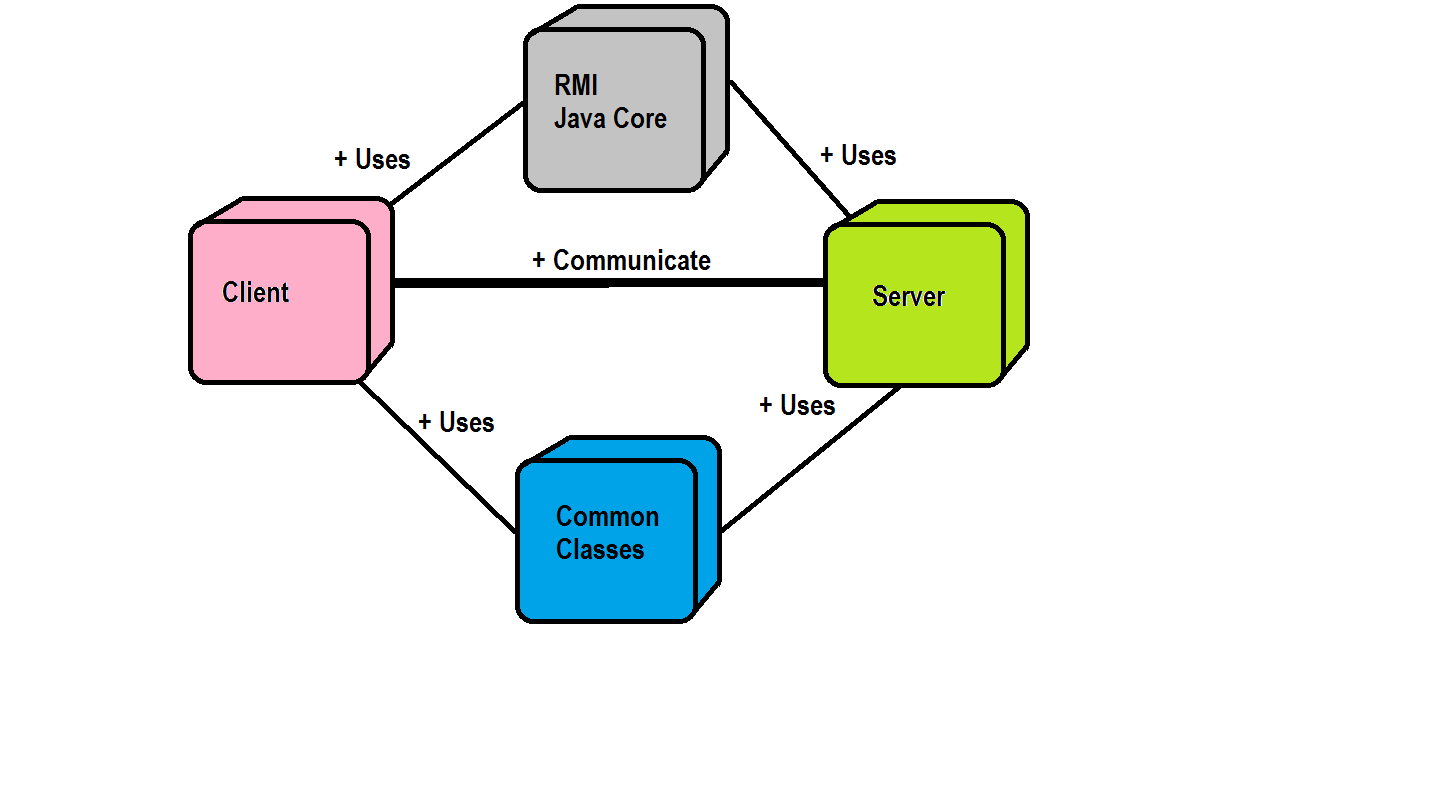 RMI
Java Core
+ Uses
+ Uses
+ Communicate
Client
Server
+ Uses
+ Uses
Common
Classes